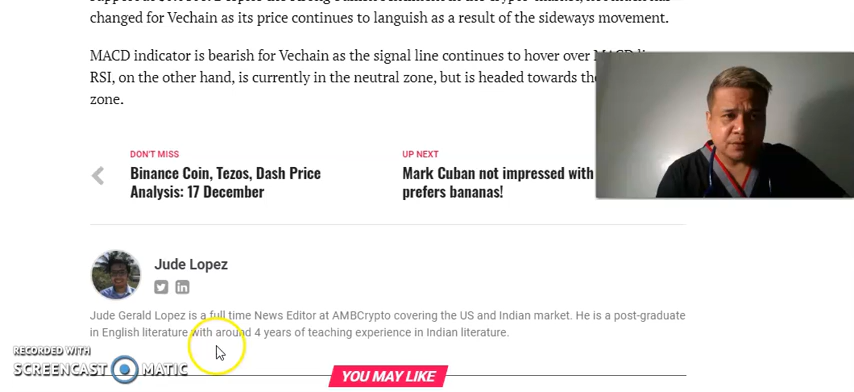 changed for Vechain as its price continues to languish as a result of the sideways movement.
MACD indicator is bearish for Vechain as the signal line continues to hover over MACD
RSI, on the other hand, is currently in the neutral zone, but is headed towards the
zone.
DON'T MISS
Binance Coin, Tezos, Dash Price
Analysis: 17 December
UP NEXT
Mark Cuban not impressed with
prefers bananas!
Jude Lopez
Jude Gerald Lopez is a full time News Editor at AMBCrypto covering the US and Indian market. He is a post-graduate
in English literature with around 4 years of teaching experience in Indian literature.
RECORDED WITH
SCREENCAST MATIC
YOU MAY LIKE